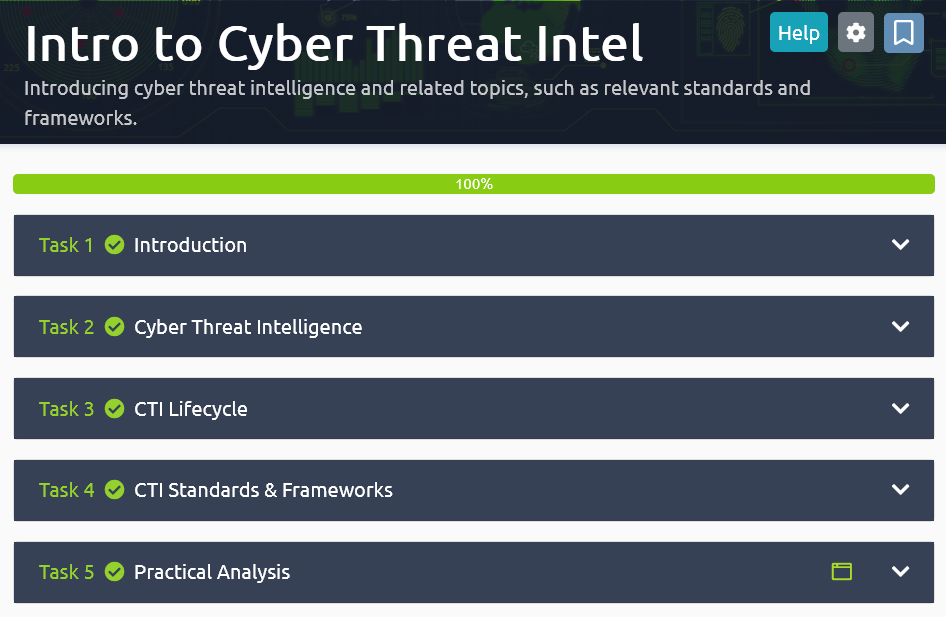 Intro to Cyber Threat Intel
Help
Introducing cyber threat intelligence and related topics, such as relevant standards and
frameworks.
100%
Task 1 Introduction
Task 2 Cyber Threat Intelligence
Task 3 CTI Lifecycle
Task 4 CTI Standards & Frameworks
Task 5 Practical Analysis